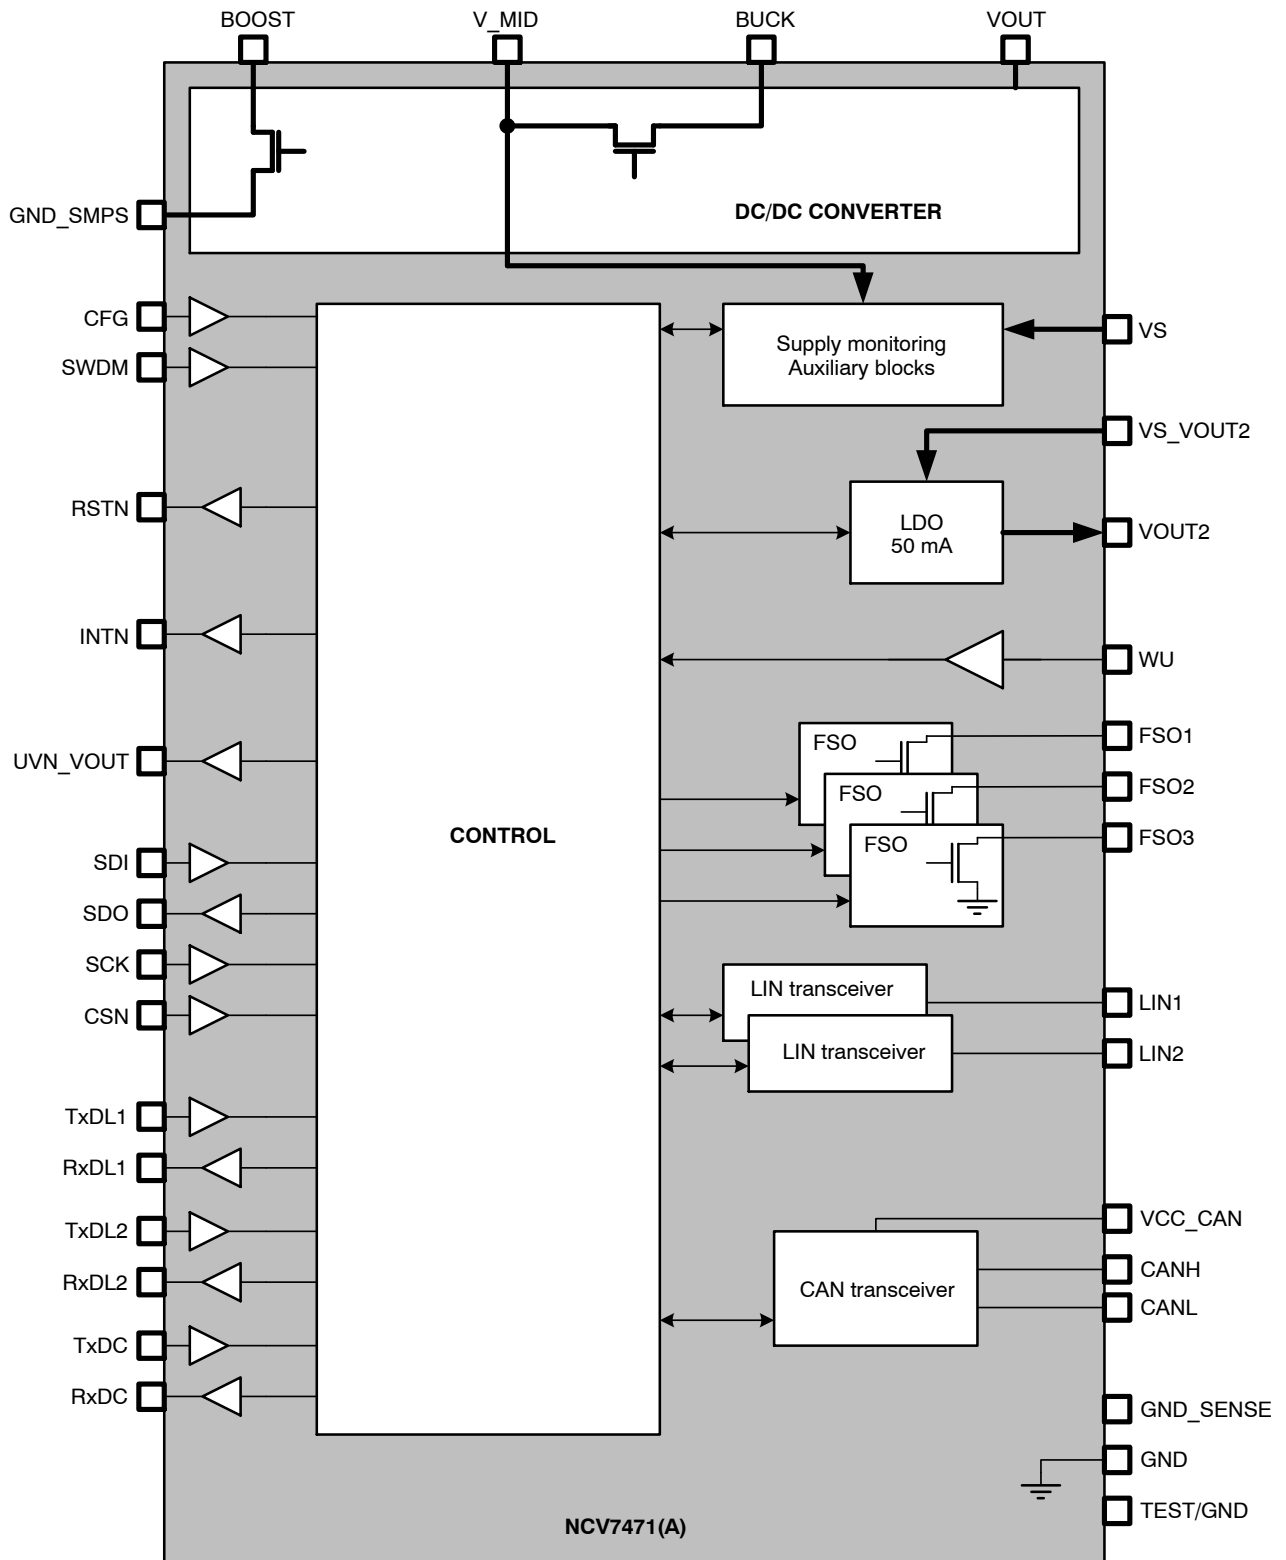 BOOST
V_MID
BUCK
VOUT
GND_SMPS
DC/DC CONVERTER
CFG
SWDM
Supply monitoring
Auxiliary blocks
VS
VS_VOUT2
RSTN
LDO
50 mA
VOUT2
INTN
WU
UVN_VOUT
FSO
FSO1
FSO
FSO2
FSO
FSO3
CONTROL
SDI
SDO
SCK
CSN
LIN transceiver
LIN1
LIN transceiver
LIN2
TxDL1
RxDL1
TxDL2
RxDL2
TxDC
RxDC
VCC_CAN
CAN transceiver
CANH
CANL
GND_SENSE
GND
TEST/GND
NCV7471(A)